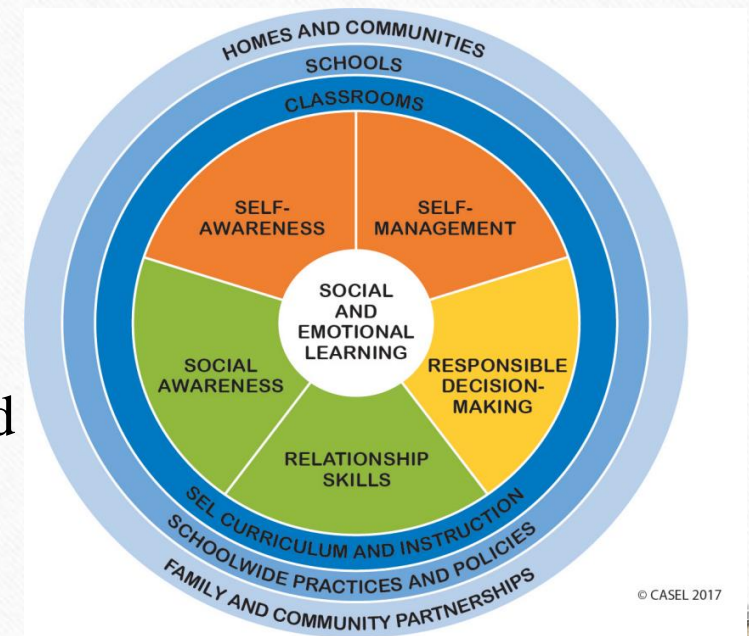 HOMES AND COMMUNITIES
SCHOOLS
CLASSROOMS
SELF-
AWARENESS
SELF-
MANAGEMENT
SOCIAL
AND
EMOTIONAL
LEARNING
SOCIAL
AWARENESS
RESPONSIBLE
DECISION-
MAKING
RELATIONSHIP
SKILLS
SEL CURRICULUM AND INSTRUCTION
SCHOOLWIDE PRACTICES AND POLICIES
FAMILY AND COMMUNITY PARTNERSHIPS
© CASEL 2017